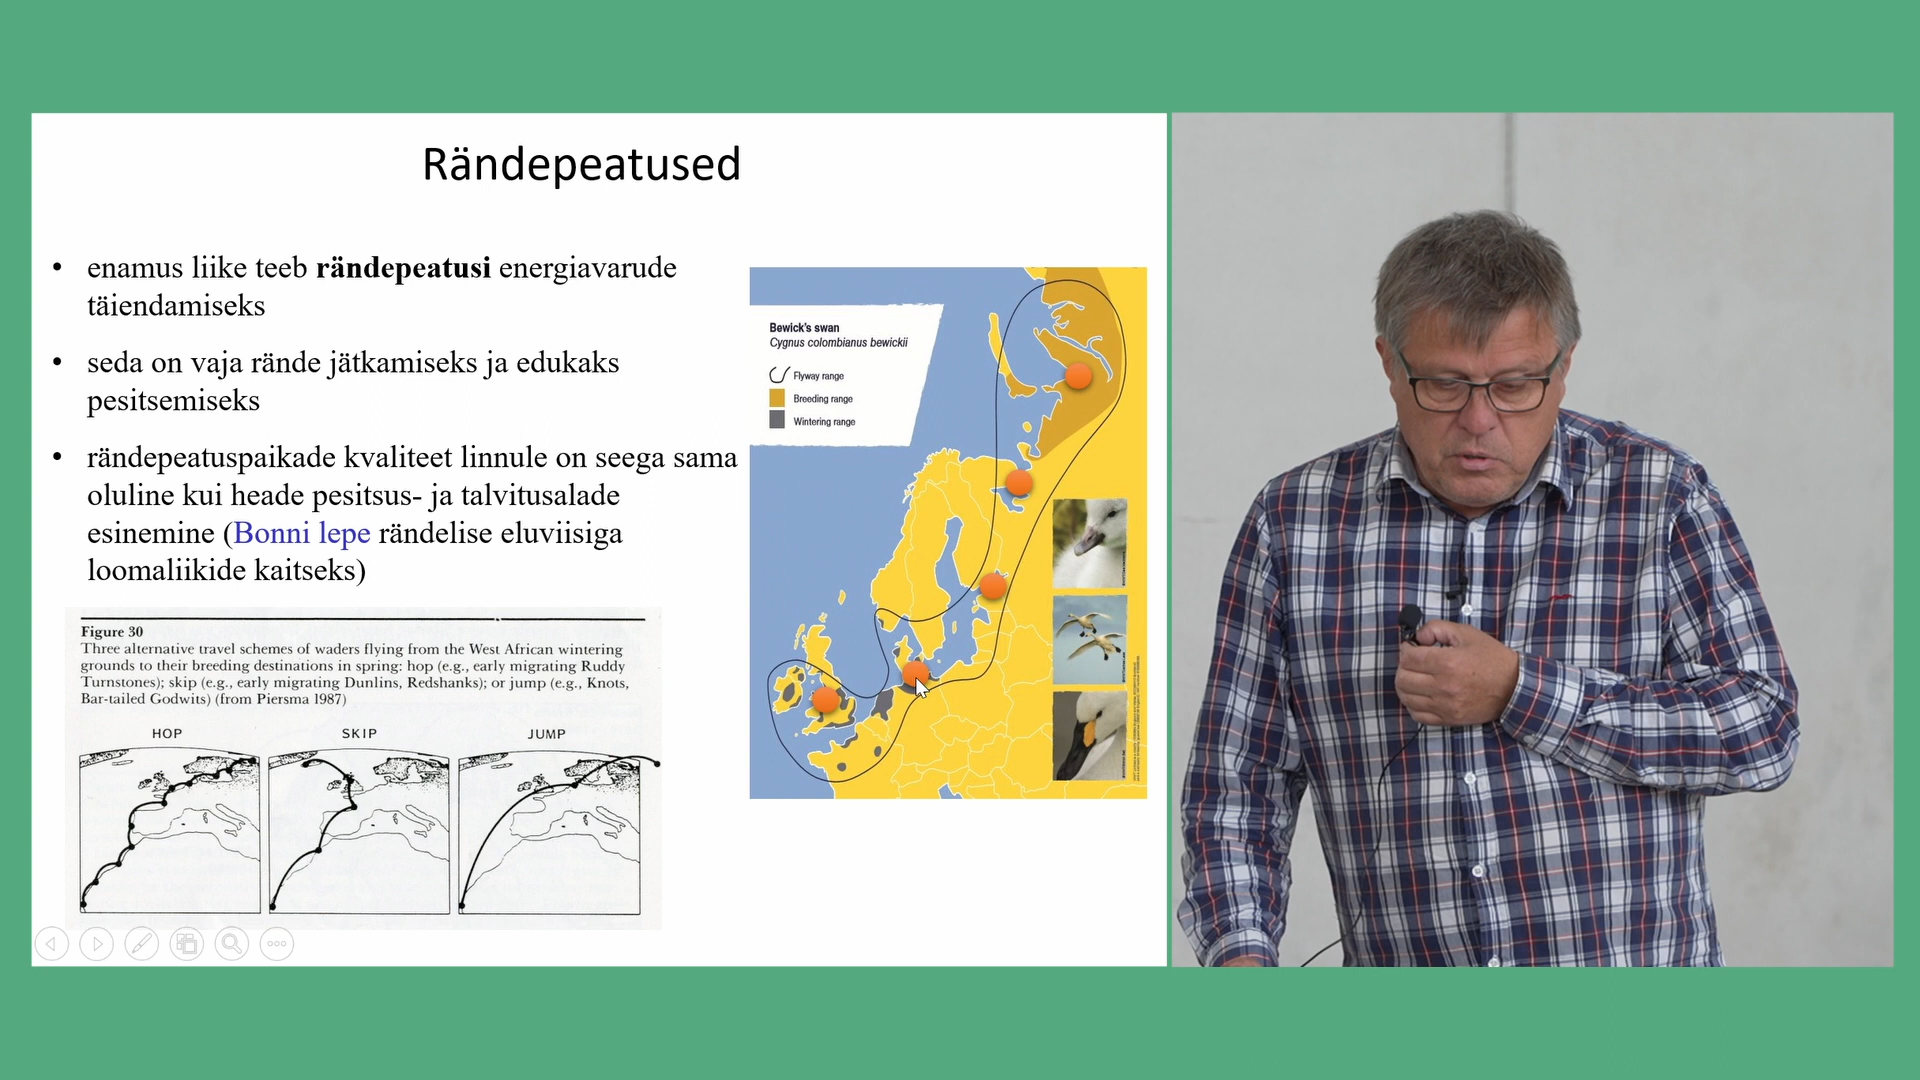 Rändepeatused
• enamus liike teeb rändepeatusi energiavarude
täiendamiseks
• seda on vaja rände jätkamiseks ja edukaks
pesitsemiseks
• rändepeatuspaikade kvaliteet linnule on seega sama
oluline kui heade pesitsus- ja talvitusalade
esinemine (Bonni lepe rändelise eluviisiga
loomaliikide kaitseks)
Figure 30
Three alternative travel schemes of waders flying from the West African wintering
grounds to their breeding destinations in spring: hop (e.g., early migrating Ruddy
Turnstones); skip (e.g., early migrating Dunlins, Redshanks); or jump (e.g., Knots,
Bar-tailed Godwits) (from Piersma 1987)
HOP
SKIP
JUMP
Bewick's swan
Cygnus colombianus bewickii
Flyway range
Breeding range
Wintering range